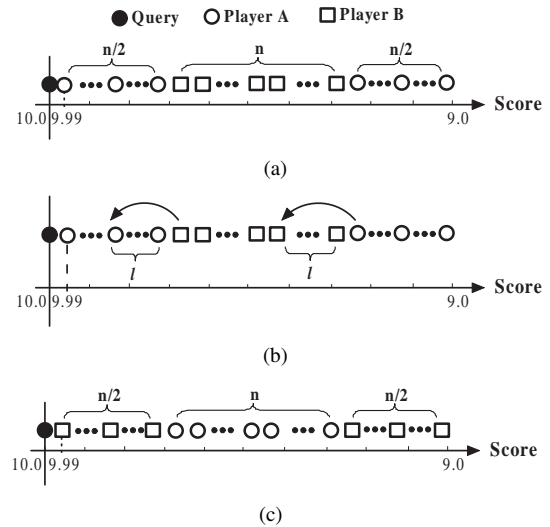 Query Player A Player B
n/2 n n/2
Score
10.0 9.99 9.0
(a)
l l
Score
10.0 9.99 9.0
(b)
n/2 n n/2
Score
10.0 9.99 9.0
(c)